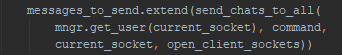 messages_to_send.extend(send_chats_to_all(
mngr.get_user(current_socket), command,
current_socket, open_client_sockets))